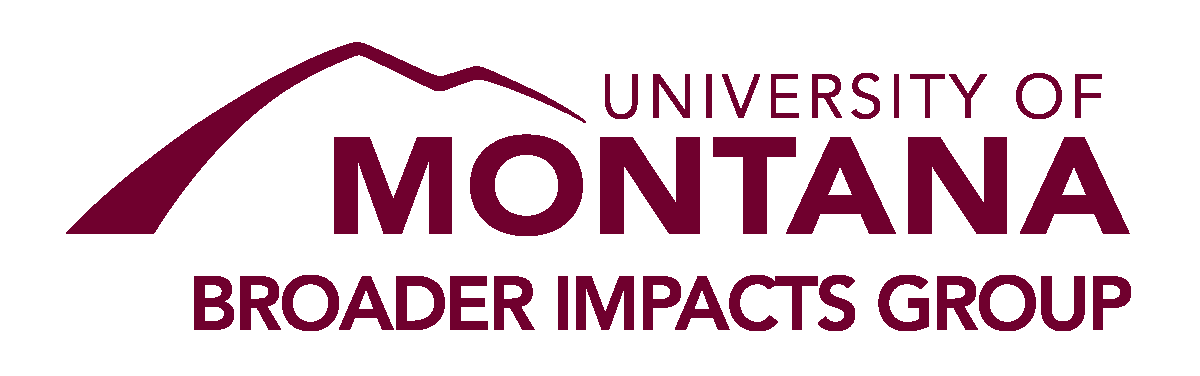 UNIVERSITY OF
MONTANA
BROADER IMPACTS GROUP